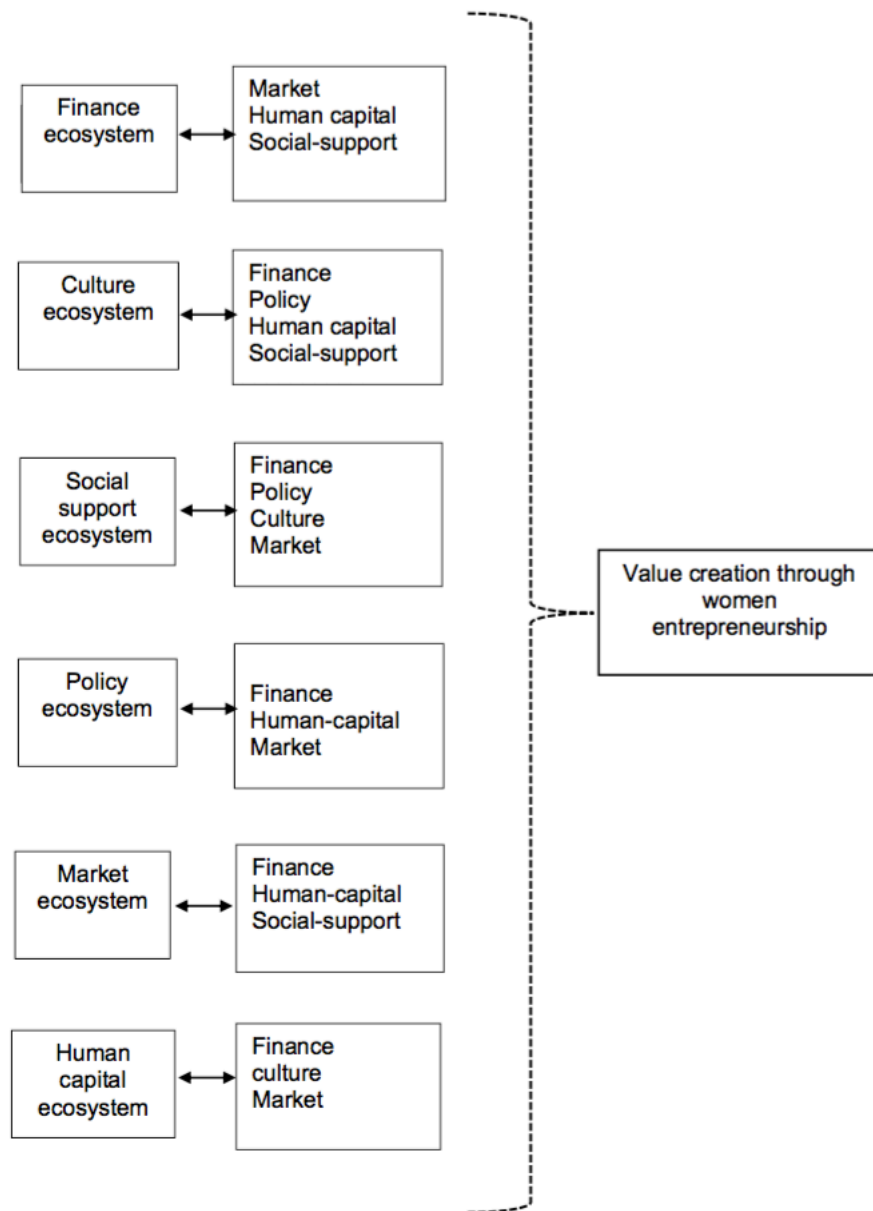 Finance
ecosystem
Market
Human capital
Social-support
Culture
ecosystem
Finance
Policy
Human capital
Social-support
Social
support
ecosystem
Finance
Policy
Culture
Market
Value creation through
women
entrepreneurship
Policy
ecosystem
Finance
Human-capital
Market
Market
ecosystem
Finance
Human-capital
Social-support
Human
capital
ecosystem
Finance
culture
Market